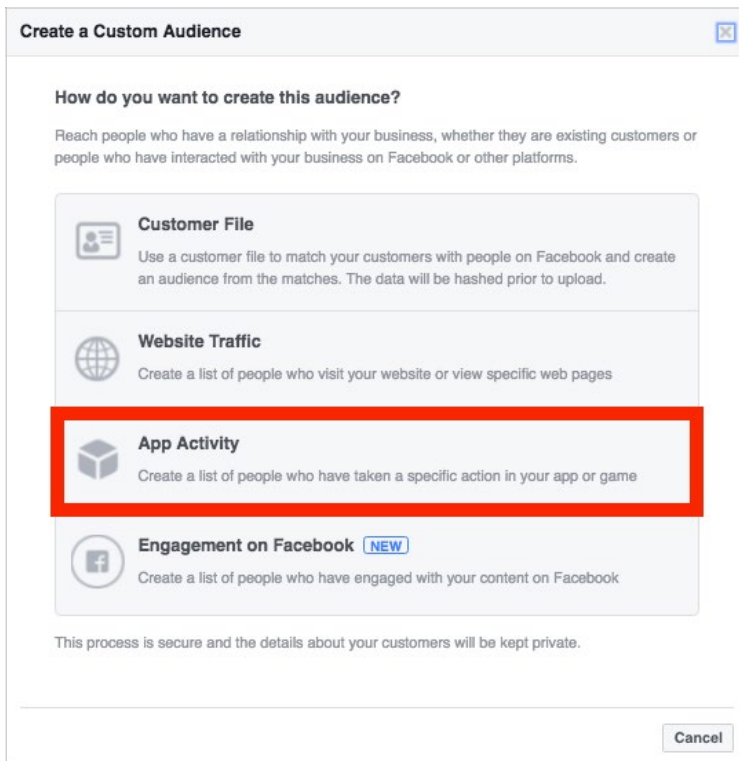 Create a Custom Audience
How do you want to create this audience?
Reach people who have a relationship with your business, whether they are existing customers or
people who have interacted with your business on Facebook or other platforms.
Customer File
Use a customer file to match your customers with people on Facebook and create
an audience from the matches. The data will be hashed prior to upload.
Website Traffic
Create a list of people who visit your website or view specific web pages
App Activity
Create a list of people who have taken a specific action in your app or game
Engagement on Facebook NEW
Create a list of people who have engaged with your content on Facebook
This process is secure and the details about your customers will be kept private.
Cancel